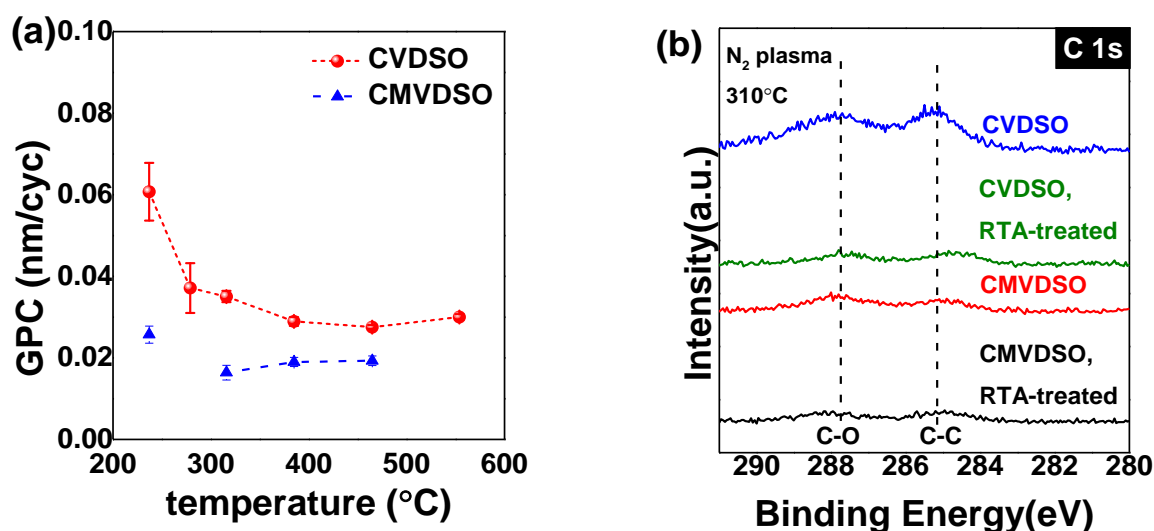 (a)
0.10
0.08
0.06
0.04
0.02
0.00
GPC (nm/cyc)
CVDSO
CMVDSO
200 300 400 500 600
temperature (°C)
(b)
N₂ plasma
310°C
C 1s
CVDSO
CVDSO,
RTA-treated
CMVDSO
CMVDSO,
RTA-treated
C-O C-C
Intensity(a.u.)
290 288 286 284 282 280
Binding Energy(eV)